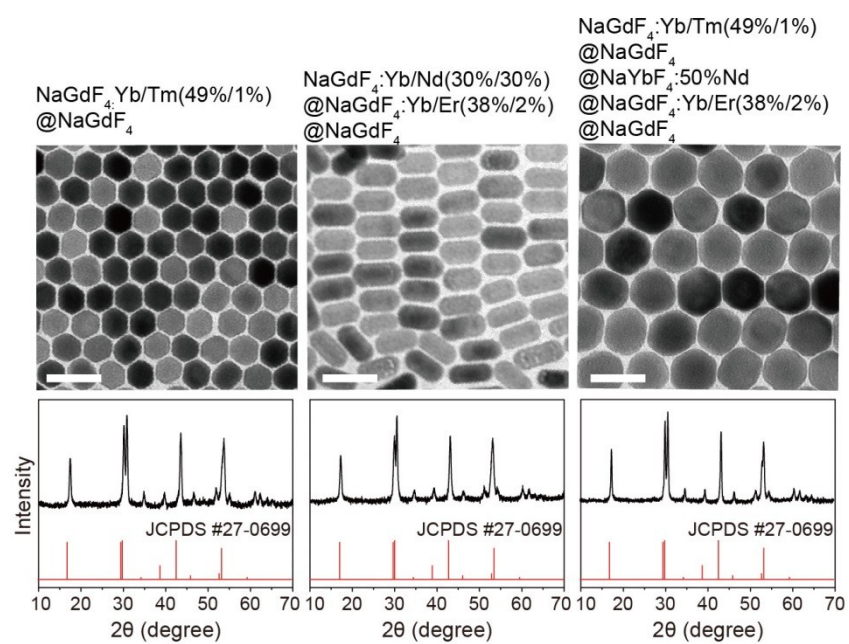 NaGdF₄:Yb/Tm(49%/1%)
@NaGdF₄
NaGdF₄:Yb/Nd(30%/30%)
@NaGdF₄:Yb/Er(38%/2%)
@NaGdF₄
NaGdF₄:Yb/Tm(49%/1%)
@NaGdF₄
@NaYbF₄:50%Nd
@NaGdF₄:Yb/Er(38%/2%)
@NaGdF₄
Intensity
JCPDS #27-0699
10 20 30 40 50 60 70
2θ (degree)
JCPDS #27-0699
10 20 30 40 50 60 70
2θ (degree)
JCPDS #27-0699
10 20 30 40 50 60 70
2θ (degree)